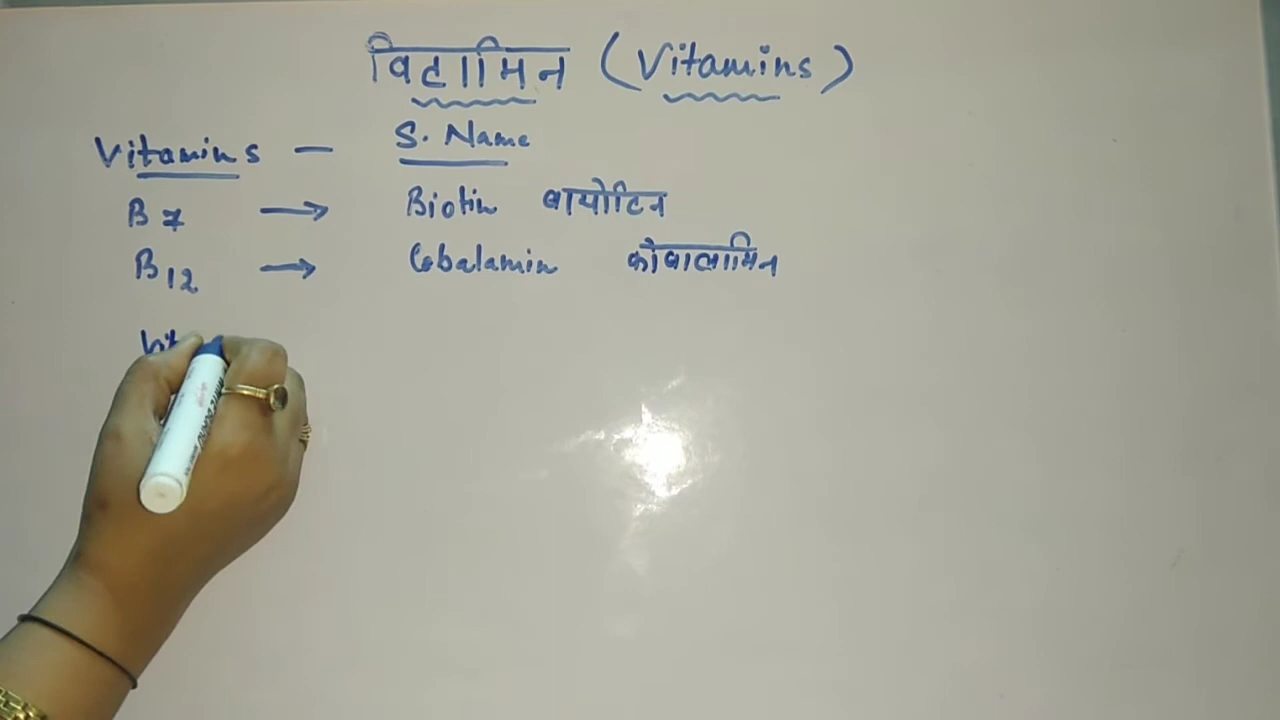 विटामिन (Vitamins)
Vitamins - S. Name
B7 → Biotin बायोटिन
B12 → Cobalamin कोबालामिन